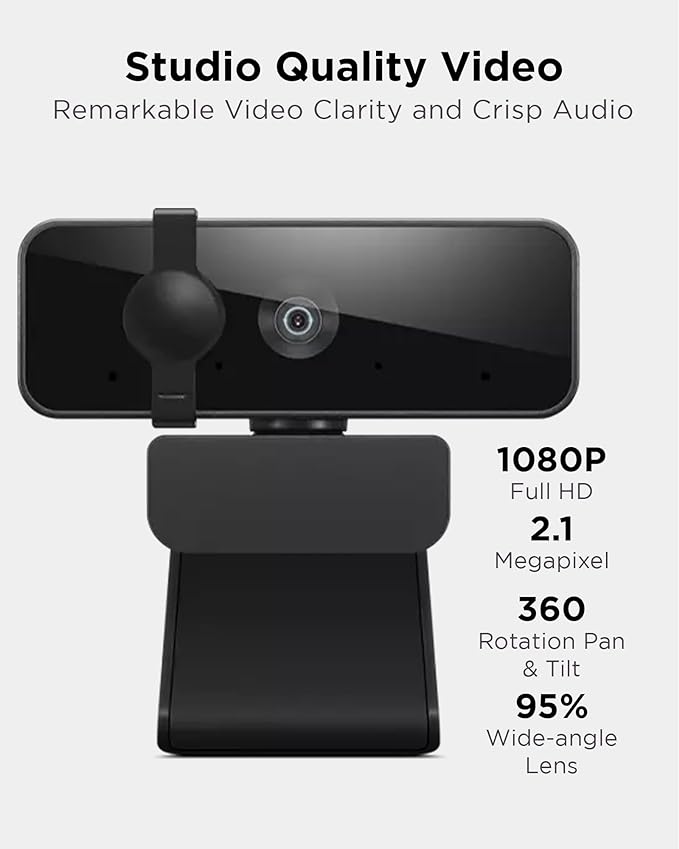 Studio Quality Video
Remarkable Video Clarity and Crisp Audio
1080P
Full HD
2.1
Megapixel
360
Rotation Pan
& Tilt
95%
Wide-angle
Lens